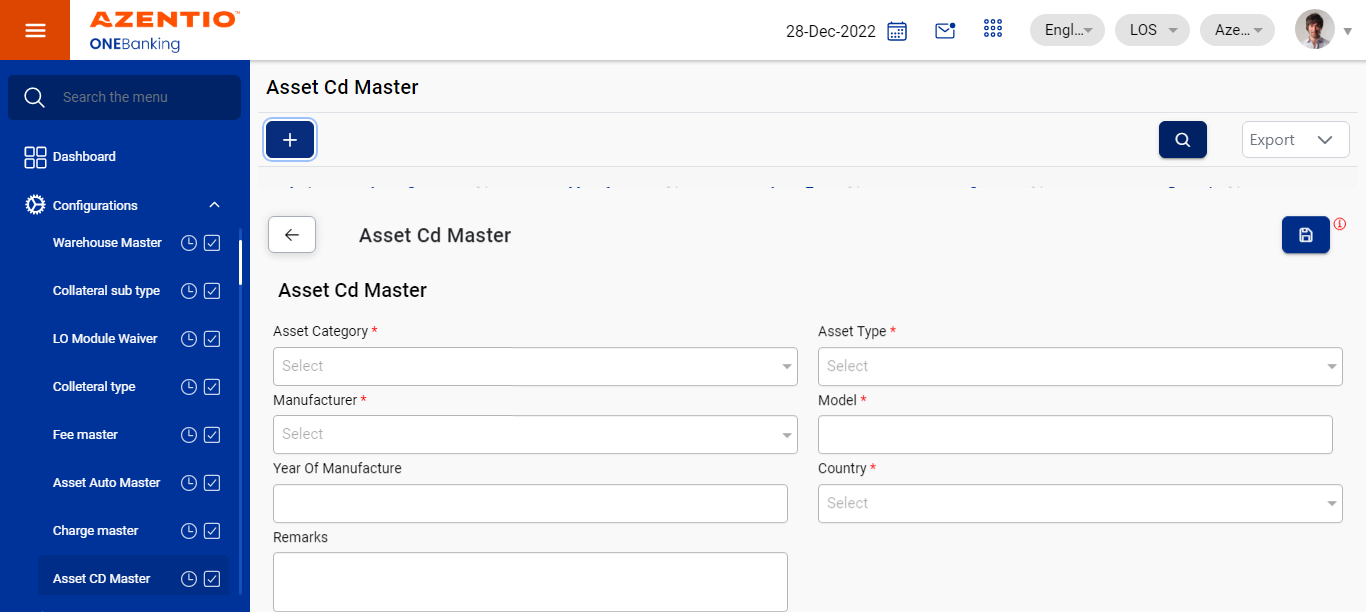 AZENTIO™
ONEBanking
28-Dec-2022
Engl...
LOS
Aze...
Search the menu
Dashboard
Configurations
Warehouse Master
Collateral sub type
LO Module Waiver
Colleteral type
Fee master
Asset Auto Master
Charge master
Asset CD Master
Asset Cd Master
Export
Asset Cd Master
Asset Cd Master
Asset Category *
Asset Type *
Select
Select
Manufacturer *
Model *
Select
Year Of Manufacture
Country *
Select
Remarks